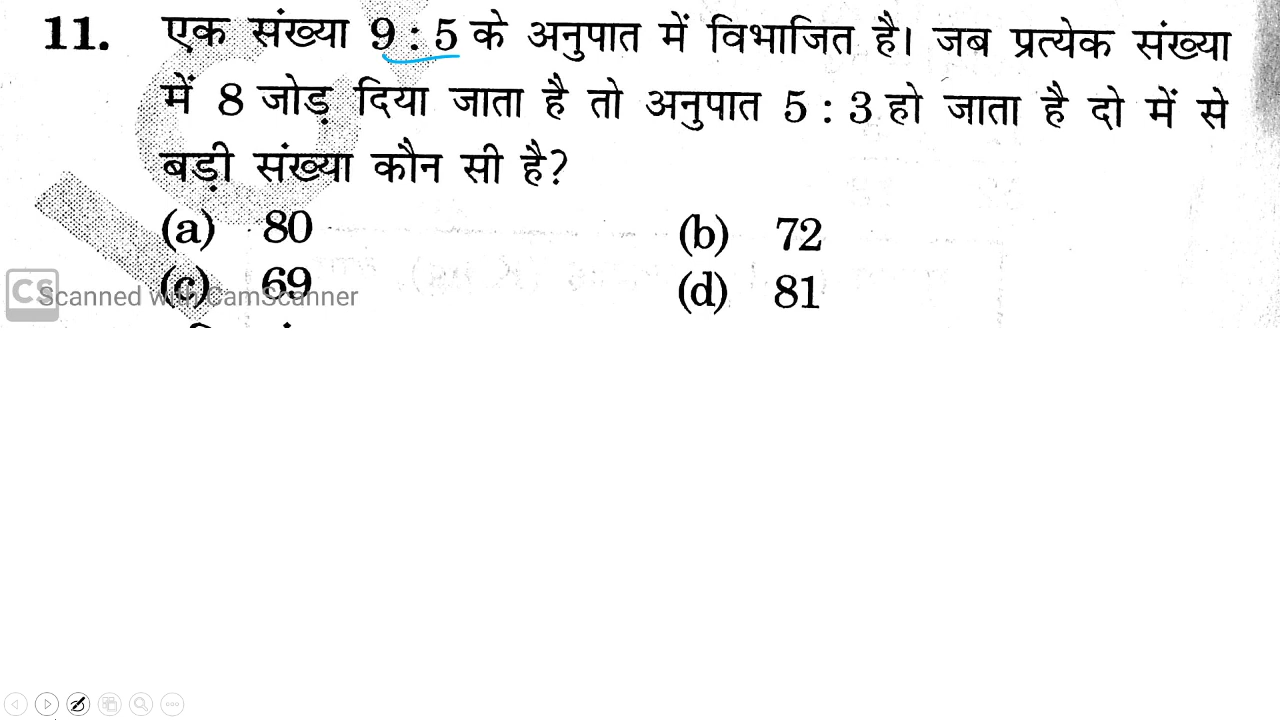 11. एक संख्या 9 : 5 के अनुपात में विभाजित है। जब प्रत्येक संख्या
में 8 जोड़ दिया जाता है तो अनुपात 5 : 3 हो जाता है दो में से
बड़ी संख्या कौन सी है?
(a) 80 (b) 72
(c) 69 (d) 81
CS Scanned with CamScanner